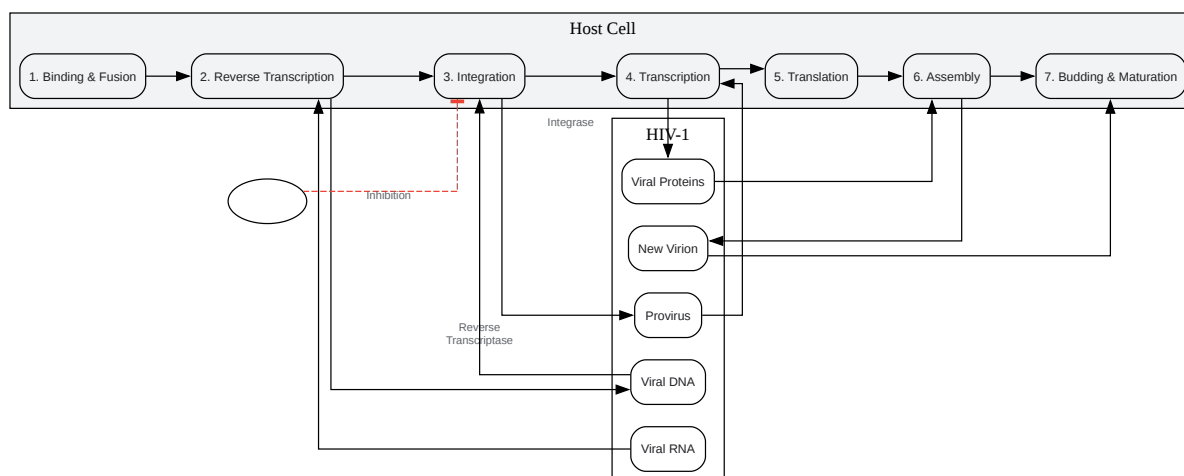 Host Cell
1. Binding & Fusion
2. Reverse Transcription
3. Integration
4. Transcription
5. Translation
6. Assembly
7. Budding & Maturation
Integrase
HIV-1
Viral Proteins
Inhibition
New Virion
Provirus
Reverse
Transcriptase
Viral DNA
Viral RNA